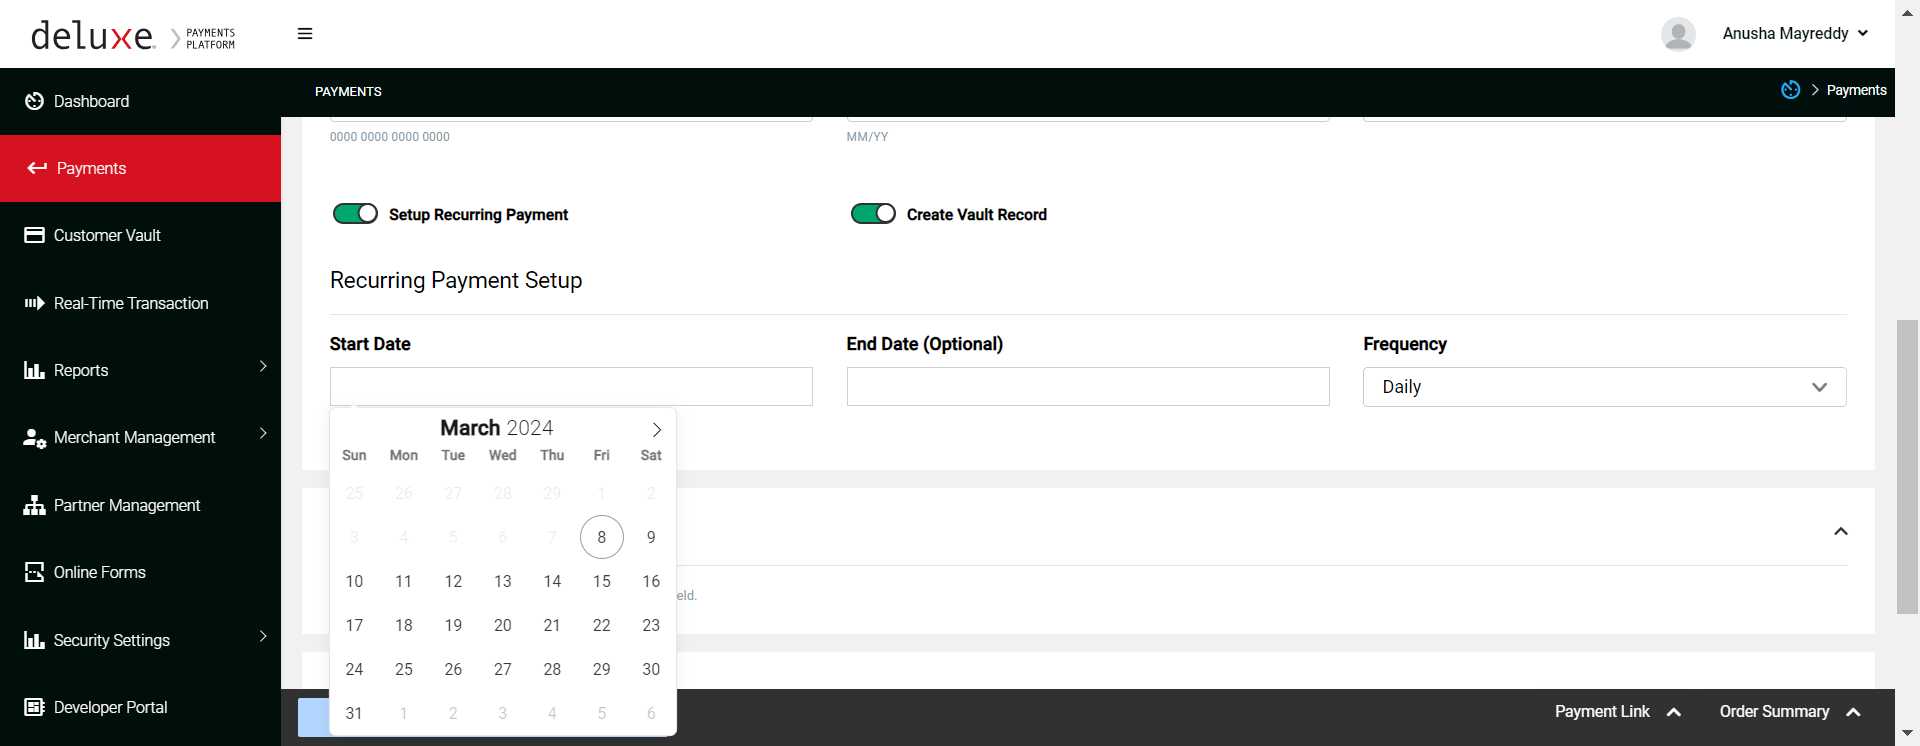 deluxe. PAYMENTS PLATFORM
Anusha Mayreddy
Dashboard
Payments
Customer Vault
Real-Time Transaction
Reports
Merchant Management
Partner Management
Online Forms
Security Settings
Developer Portal
PAYMENTS
Payments
0000 0000 0000 0000
MM/YY
Setup Recurring Payment
Create Vault Record
Recurring Payment Setup
Start Date
End Date (Optional)
Frequency
Daily
March 2024
Sun Mon Tue Wed Thu Fri Sat
25 26 27 28 29 1 2
3 4 5 6 7 8 9
10 11 12 13 14 15 16
17 18 19 20 21 22 23
24 25 26 27 28 29 30
31 1 2 3 4 5 6
eld.
Payment Link
Order Summary